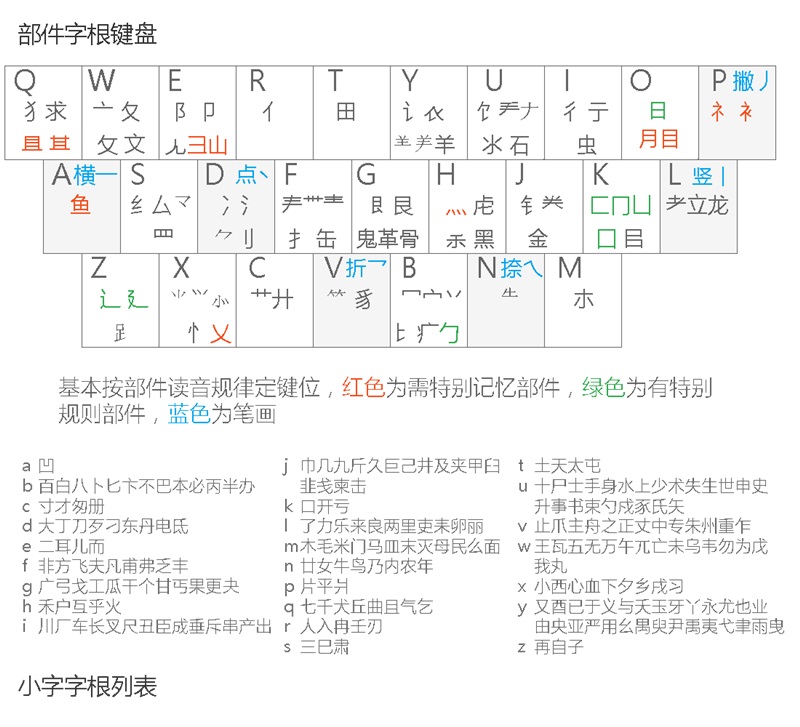 部件字根键盘
Q W E R T Y U I O P 撇丿
犭求 亠夂 阝卩 亻 田 讠𧘇 饣龵𠂇 彳亍 日 礻衤
且其 攵文 彐山 羊 氺石 虫 月目
A 横一 S D 点丶 F G H J K L 竖丨
鱼 纟厶龴 冫氵 艹龶 艮 灬虍 钅龹 匚冂凵 耂立龙
罒 ⺈刂 扌缶 鬼革骨 黑 金 囗
Z X C V 折乛 B N 捺乀 M
辶廴 艹廾 ⺮豸 冖宀丷 朩
忄乂 疒勹
基本按部件读音规律定键位，红色为需特别记忆部件，绿色为有特别
规则部件，蓝色为笔画
a 凹
b 百白八卜匕卞不巴本必丙半办
c 寸才匆册
d 大丁刀歹刁东丹电氐
e 二耳儿而
f 非方飞夫凡甫弗乏丰
g 广弓戈工瓜干个甘丐果更夬
h 禾户互乎火
i 川厂车长叉尺丑臣成垂斥串产出
j 巾几九斤久巨己井及夹甲臼
韭戋柬击
k 口开亏
l 了力乐来良两里吏耒卵丽
m 木毛米门马皿末灭母民么面
n 廿女牛鸟乃内农年
p 片平爿
q 七千犬丘曲且气乞
r 人入冉壬刃
s 三巳肃
t 土天太屯
u 十尸士手身水上少术失生世申史
升事书束勺戍豕氏矢
v 止爪主舟之正丈中专朱州重乍
w 王瓦五无万午兀亡未乌韦勿为戊
我丸
x 小西心血下夕乡戌习
y 又酉已于义与夭玉牙丫永尤也业
由央亚严用幺禺臾尹禹夷弋聿雨曳
z 再自子
小字字根列表